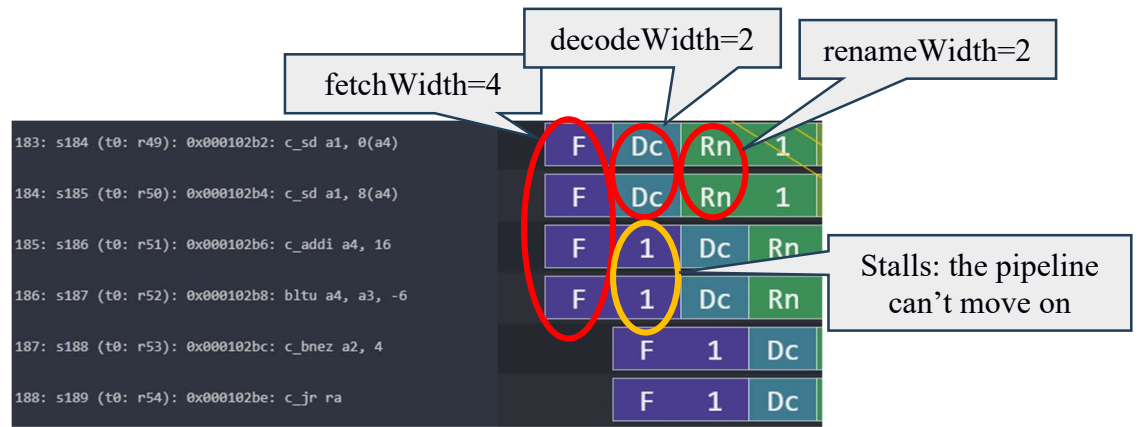 decodeWidth=2
renameWidth=2
fetchWidth=4
183: s184 (t0: r49): 0x000102b2: c_sd a1, 0(a4) F Dc Rn 1
184: s185 (t0: r50): 0x000102b4: c_sd a1, 8(a4) F Dc Rn 1
185: s186 (t0: r51): 0x000102b6: c_addi a4, 16 F 1 Dc Rn
Stalls: the pipeline
can’t move on
186: s187 (t0: r52): 0x000102b8: bltu a4, a3, -6 F 1 Dc Rn
187: s188 (t0: r53): 0x000102bc: c_bnez a2, 4 F 1 Dc
188: s189 (t0: r54): 0x000102be: c_jr ra F 1 Dc